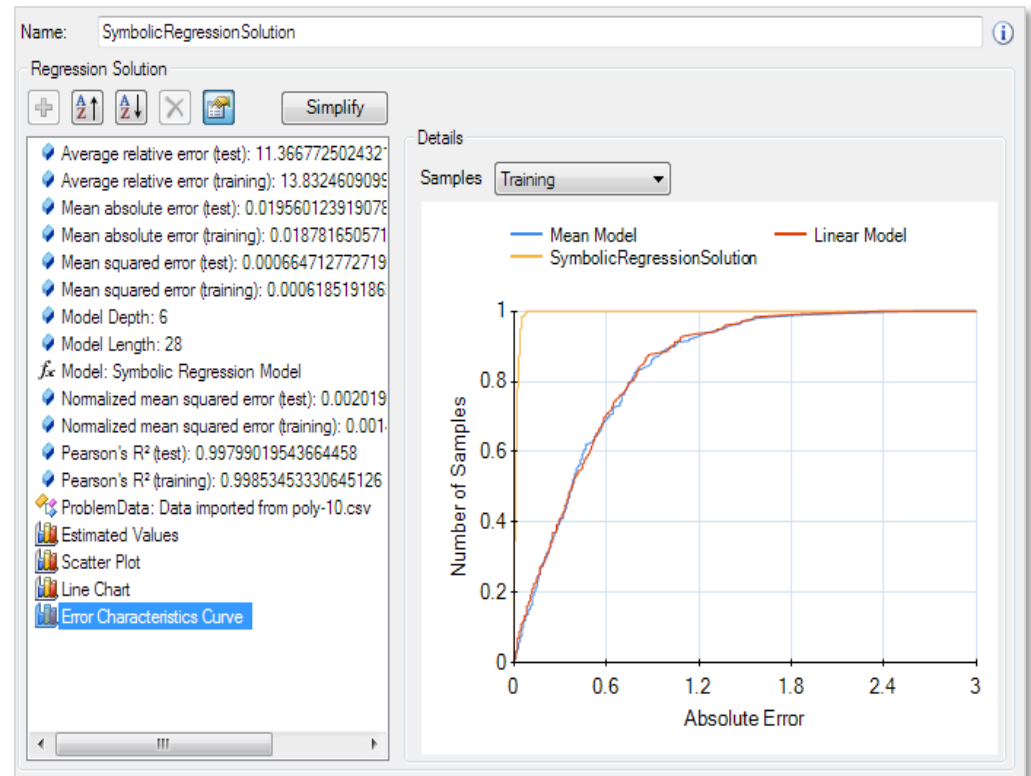 Name: SymbolicRegressionSolution
Regression Solution
Simplify
Average relative error (test): 11.366772502432
Average relative error (training): 13.832460909
Mean absolute error (test): 0.01956012391907
Mean absolute error (training): 0.018781650571
Mean squared error (test): 0.000664712772719
Mean squared error (training): 0.000618519186
Model Depth: 6
Model Length: 28
fx Model: Symbolic Regression Model
Normalized mean squared error (test): 0.002019
Normalized mean squared error (training): 0.001
Pearson's R² (test): 0.99799019543664458
Pearson's R² (training): 0.99853453330645126
ProblemData: Data imported from poly-10.csv
Estimated Values
Scatter Plot
Line Chart
Error Characteristics Curve
Details
Samples Training
Mean Model
Linear Model
SymbolicRegressionSolution
Number of Samples
1
0.8
0.6
0.4
0.2
0
0 0.6 1.2 1.8 2.4 3
Absolute Error